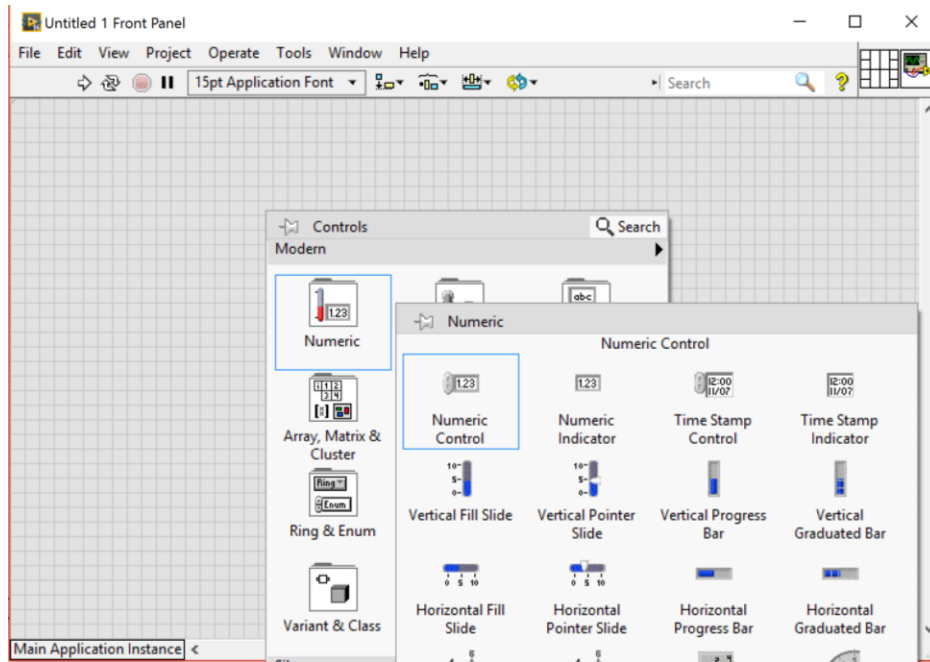 Untitled 1 Front Panel
File Edit View Project Operate Tools Window Help
15pt Application Font
Search
Controls
Search
Modern
1.23
abc
Numeric
Numeric
Numeric Control
1.23
1.23
12:00
11/07
12:00
11/07
Numeric
Control
Numeric
Indicator
Time Stamp
Control
Time Stamp
Indicator
1 2
3 4
Array, Matrix &
Cluster
10
5
0
10
5
0
Vertical Fill Slide
Vertical Pointer
Slide
Vertical Progress
Bar
Vertical
Graduated Bar
Ring
Enum
Ring & Enum
0 5 10
0 5 10
Horizontal Fill
Slide
Horizontal
Pointer Slide
Horizontal
Progress Bar
Horizontal
Graduated Bar
Variant & Class
Main Application Instance